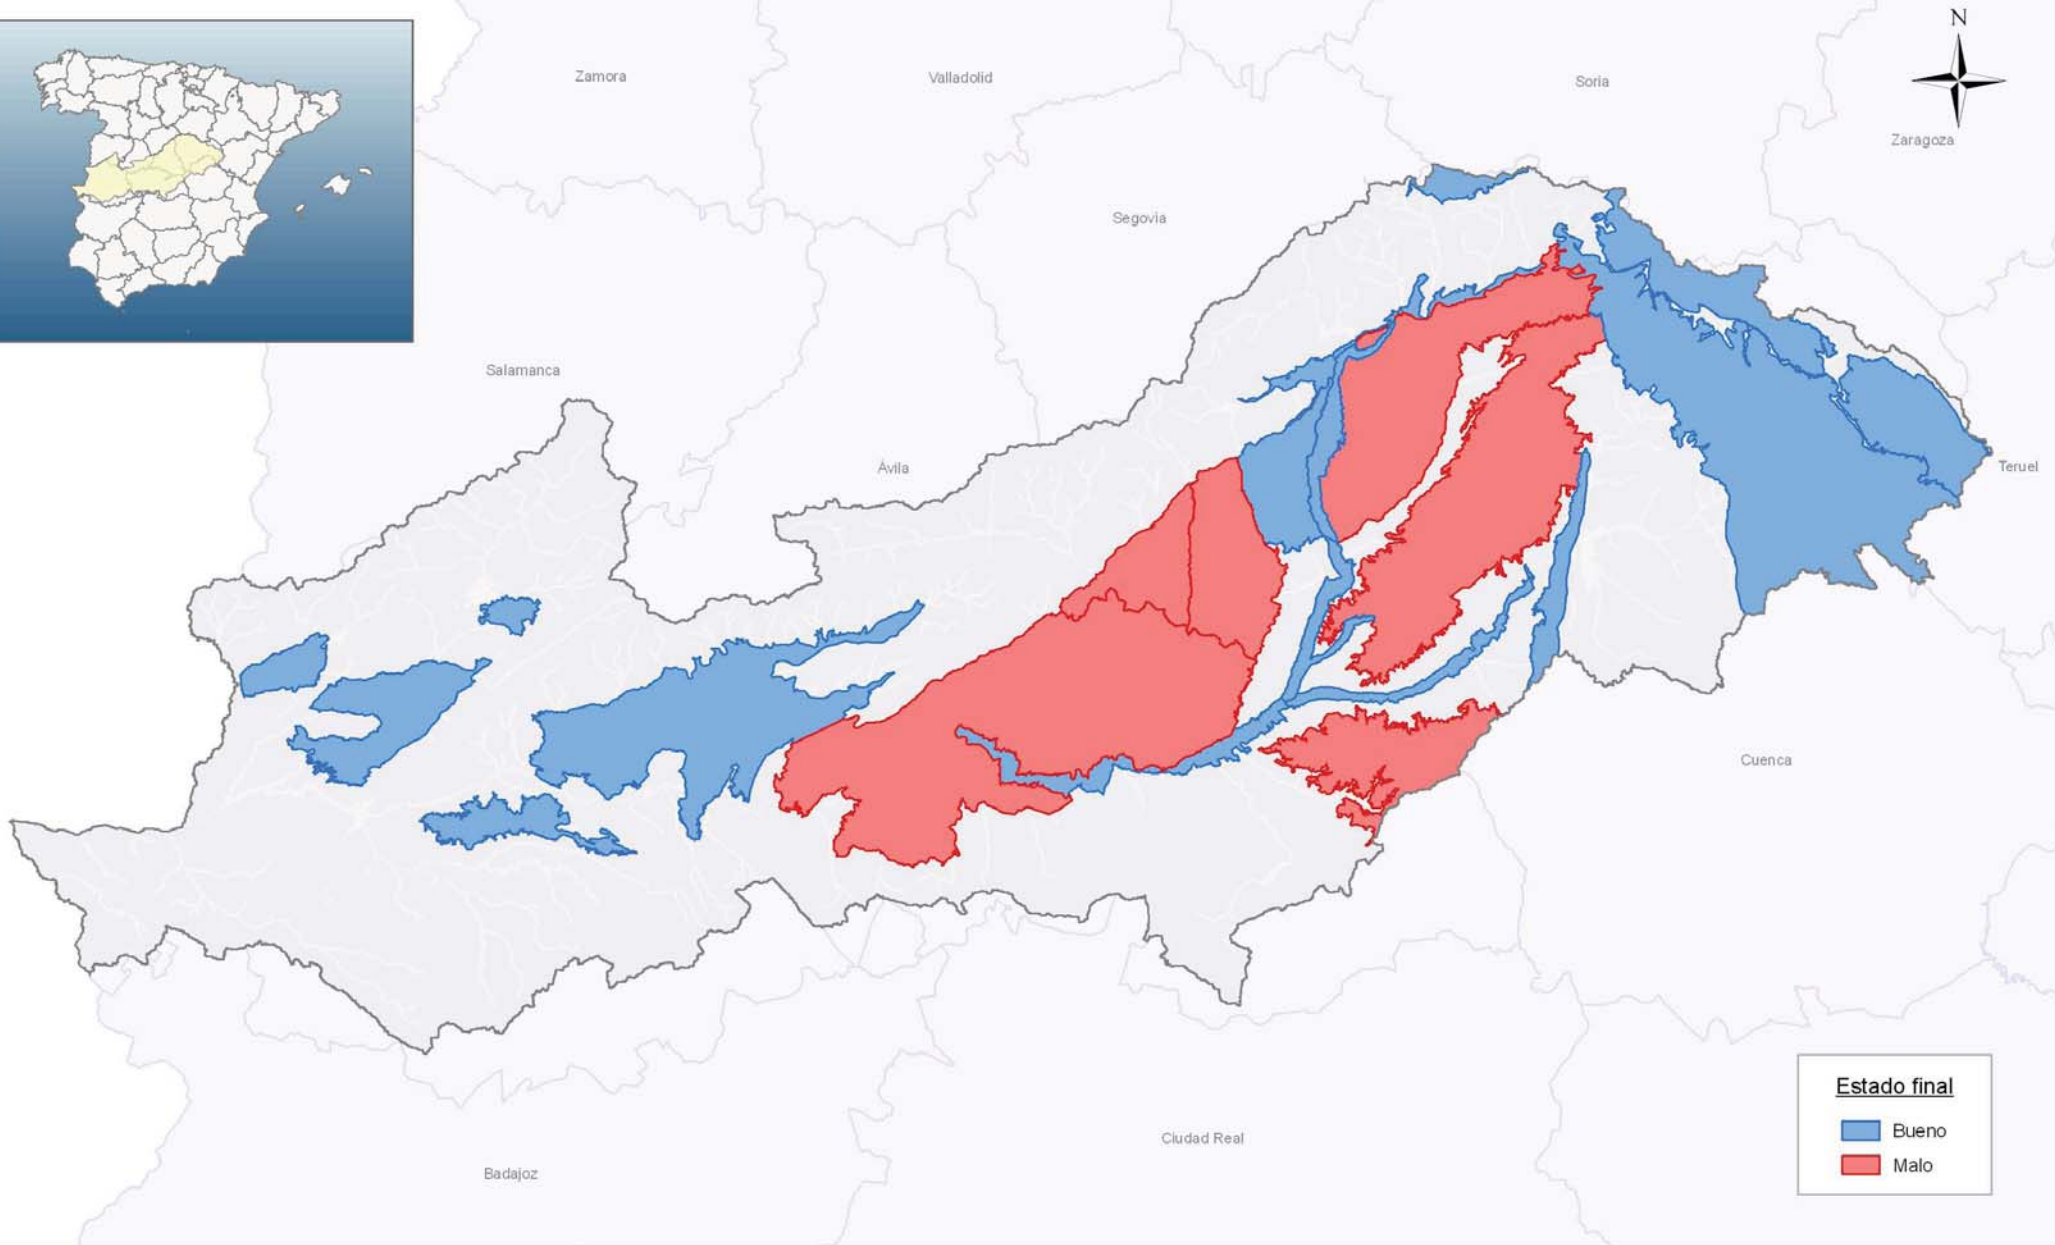 N
Zamora
Valladolid
Soria
Zaragoza
Segovia
Salamanca
Ávila
Teruel
Cuenca
Ciudad Real
Badajoz
Estado final
Bueno
Malo